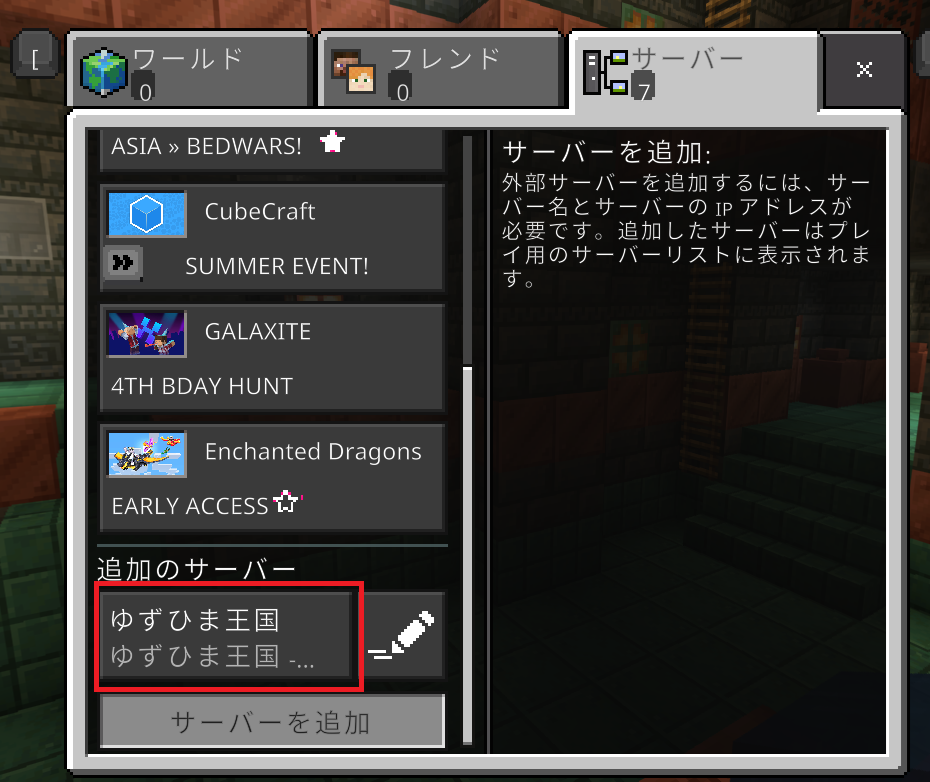 [
ワールド
0
フレンド
0
サーバー
7
ASIA » BEDWARS!
CubeCraft
SUMMER EVENT!
GALAXITE
4TH BDAY HUNT
Enchanted Dragons
EARLY ACCESS
追加のサーバー
ゆずひま王国
ゆずひま王国 -...
サーバーを追加
サーバーを追加:
外部サーバーを追加するには、サー
バー名とサーバーの IP アドレスが
必要です。追加したサーバーはプレ
イ用のサーバーリストに表示されま
す。